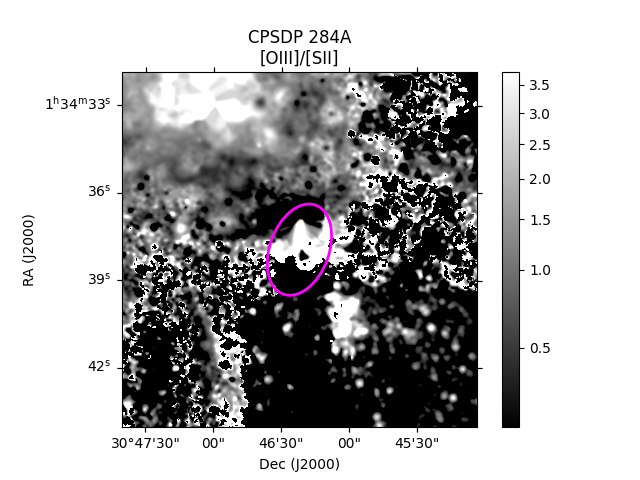 CPSDP 284A
[OIII]/[SII]
1ʰ34ᵐ33ˢ
36ˢ
39ˢ
42ˢ
RA (J2000)
30°47'30" 00" 46'30" 00" 45'30"
Dec (J2000)
3.5
3.0
2.5
2.0
1.5
1.0
0.5